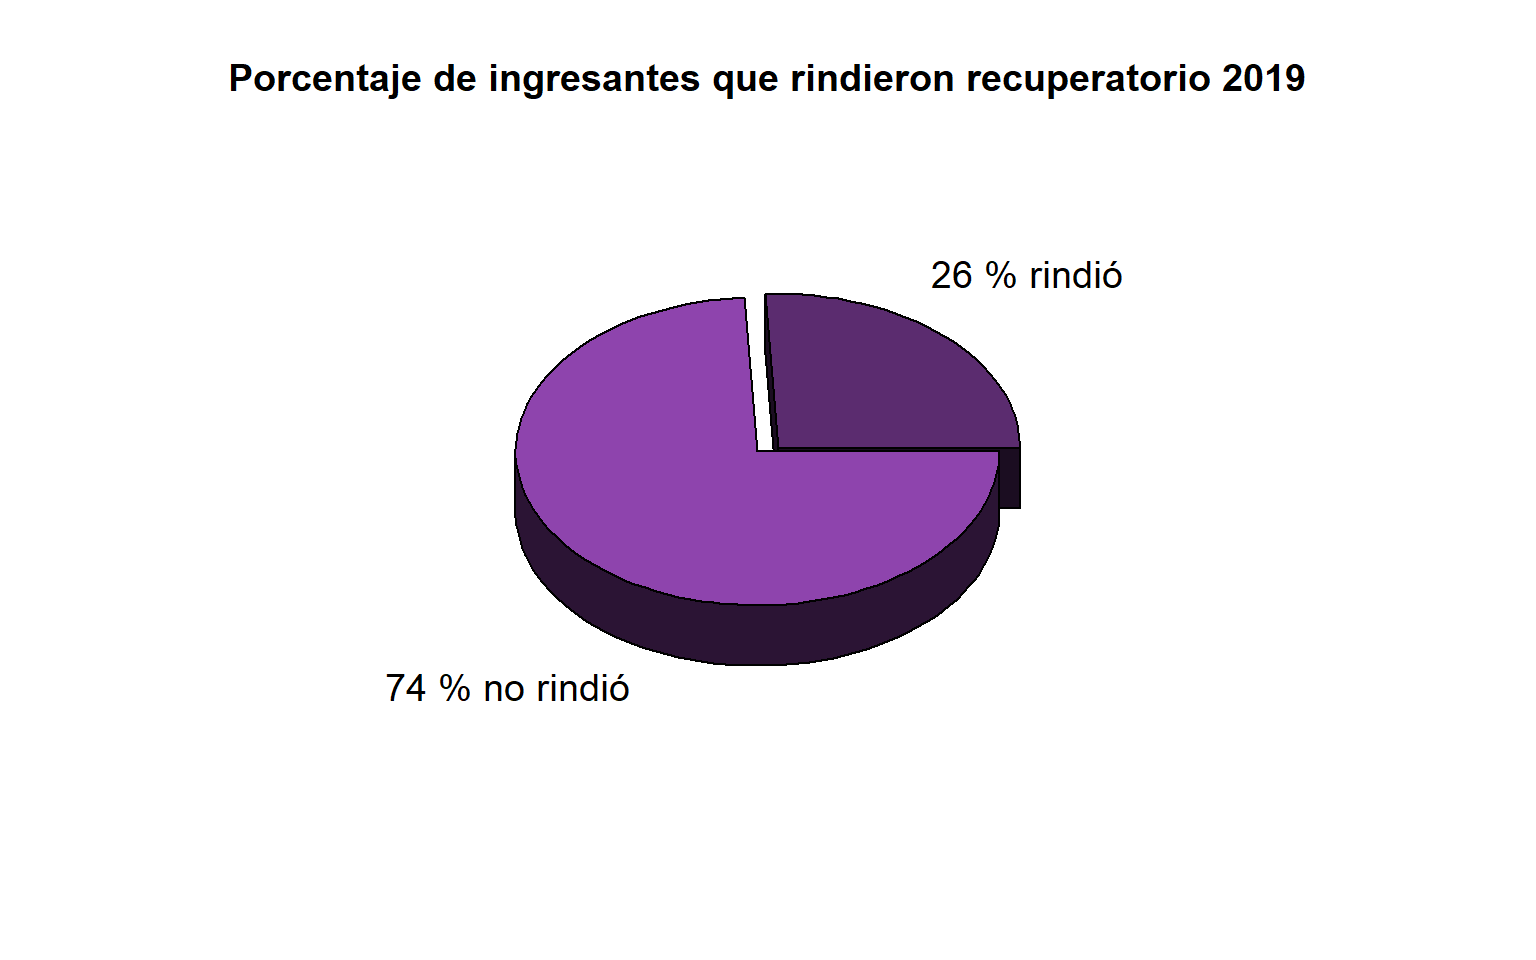 Porcentaje de ingresantes que rindieron recuperatorio 2019
26 % rindió
74 % no rindió